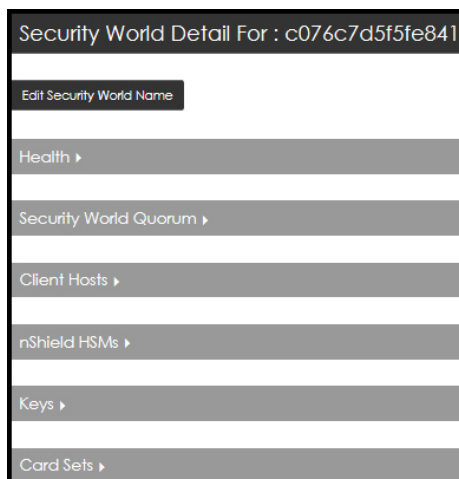 Security World Detail For : c076c7d5f5fe841
Edit Security World Name
Health
Security World Quorum
Client Hosts
nShield HSMs
Keys
Card Sets